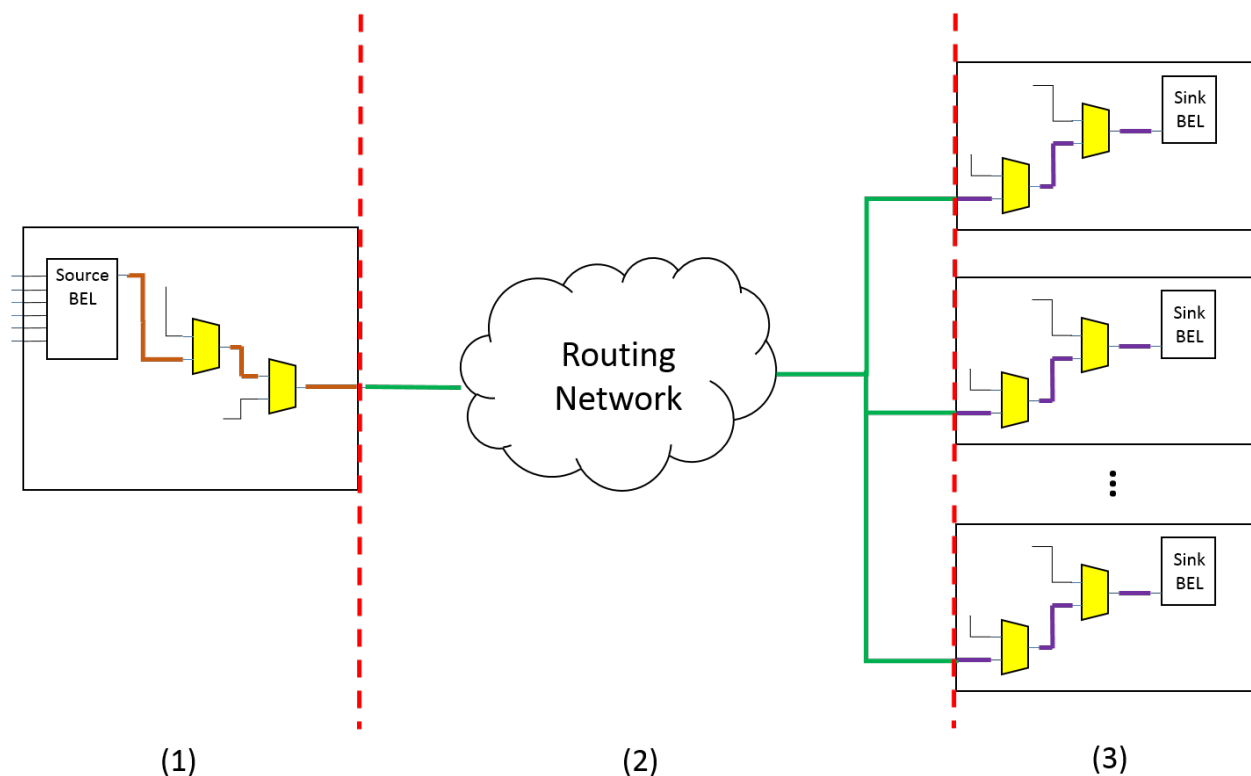 Sink
BEL
Source
BEL
Sink
BEL
Routing
Network
...
Sink
BEL
(1)
(2)
(3)